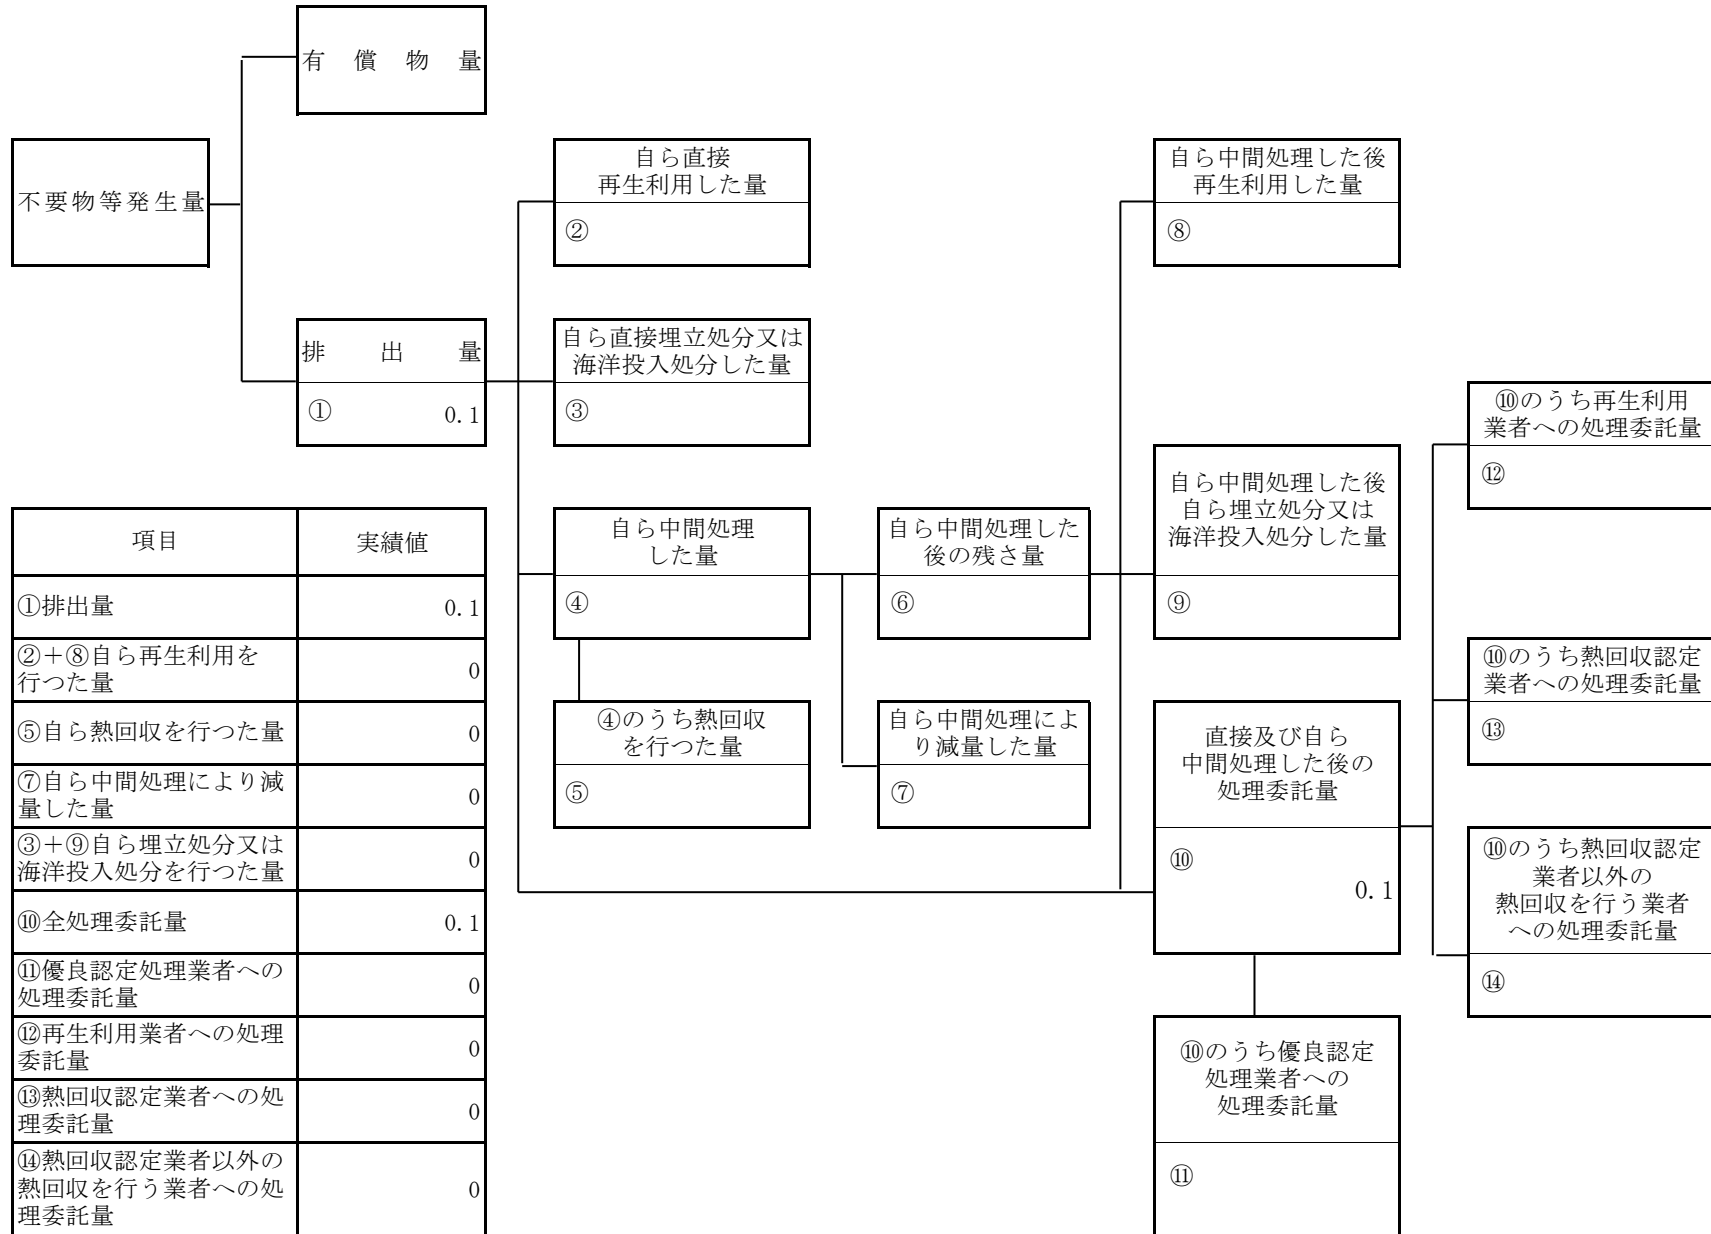 有償物量
不要物等発生量
排出量
① 0.1
自ら直接
再生利用した量
②
自ら直接埋立処分又は
海洋投入処分した量
③
自ら中間処理
した量
④
④のうち熱回収
を行つた量
⑤
自ら中間処理した
後の残さ量
⑥
自ら中間処理によ
り減量した量
⑦
自ら中間処理した後
再生利用した量
⑧
自ら中間処理した後
自ら埋立処分又は
海洋投入処分した量
⑨
直接及び自ら
中間処理した後の
処理委託量
⑩
0.1
⑩のうち優良認定
処理業者への
処理委託量
⑪
⑩のうち再生利用
業者への処理委託量
⑫
⑩のうち熱回収認定
業者への処理委託量
⑬
⑩のうち熱回収認定
業者以外の
熱回収を行う業者
への処理委託量
⑭
項目 実績値
①排出量 0.1
②＋⑧自ら再生利用を
行つた量 0
⑤自ら熱回収を行つた量 0
⑦自ら中間処理により減
量した量 0
③＋⑨自ら埋立処分又は
海洋投入処分を行つた量 0
⑩全処理委託量 0.1
⑪優良認定処理業者への
処理委託量 0
⑫再生利用業者への処理
委託量 0
⑬熱回収認定業者への処
理委託量 0
⑭熱回収認定業者以外の
熱回収を行う業者への処 0
理委託量